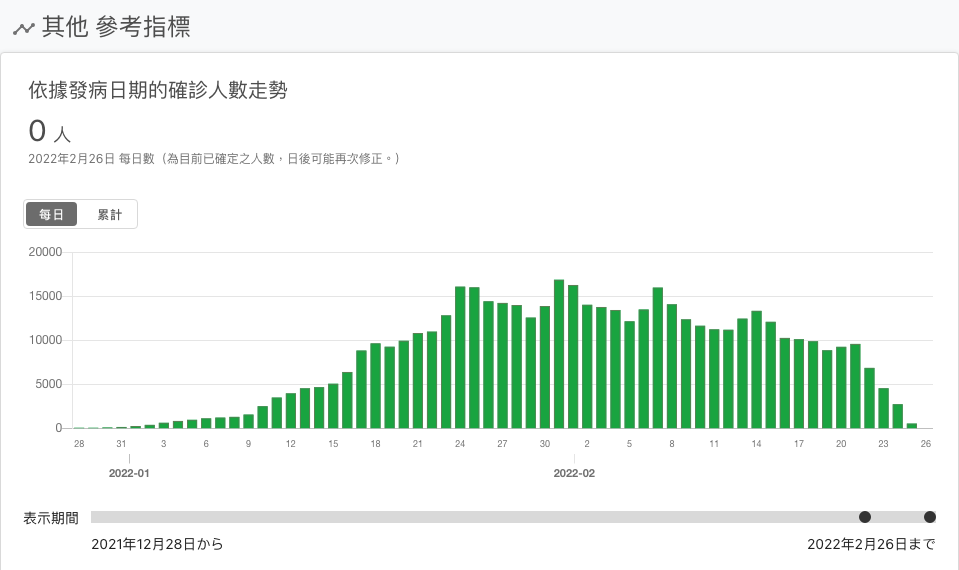 其他 參考指標
依據發病日期的確診人數走勢
0 人
2022年2月26日 每日數（為目前已確定之人數，日後可能再次修正。）
每日 累計
20000
15000
10000
5000
0
28 31 3 6 9 12 15 18 21 24 27 30 2 5 8 11 14 17 20 23 26
2022-01 2022-02
表示期間
2021年12月28日から 2022年2月26日まで